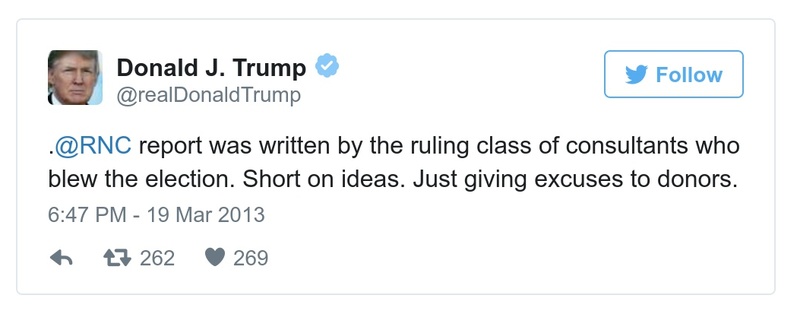 Donald J. Trump
@realDonaldTrump
Follow
.@RNC report was written by the ruling class of consultants who
blew the election. Short on ideas. Just giving excuses to donors.
6:47 PM - 19 Mar 2013
262 269